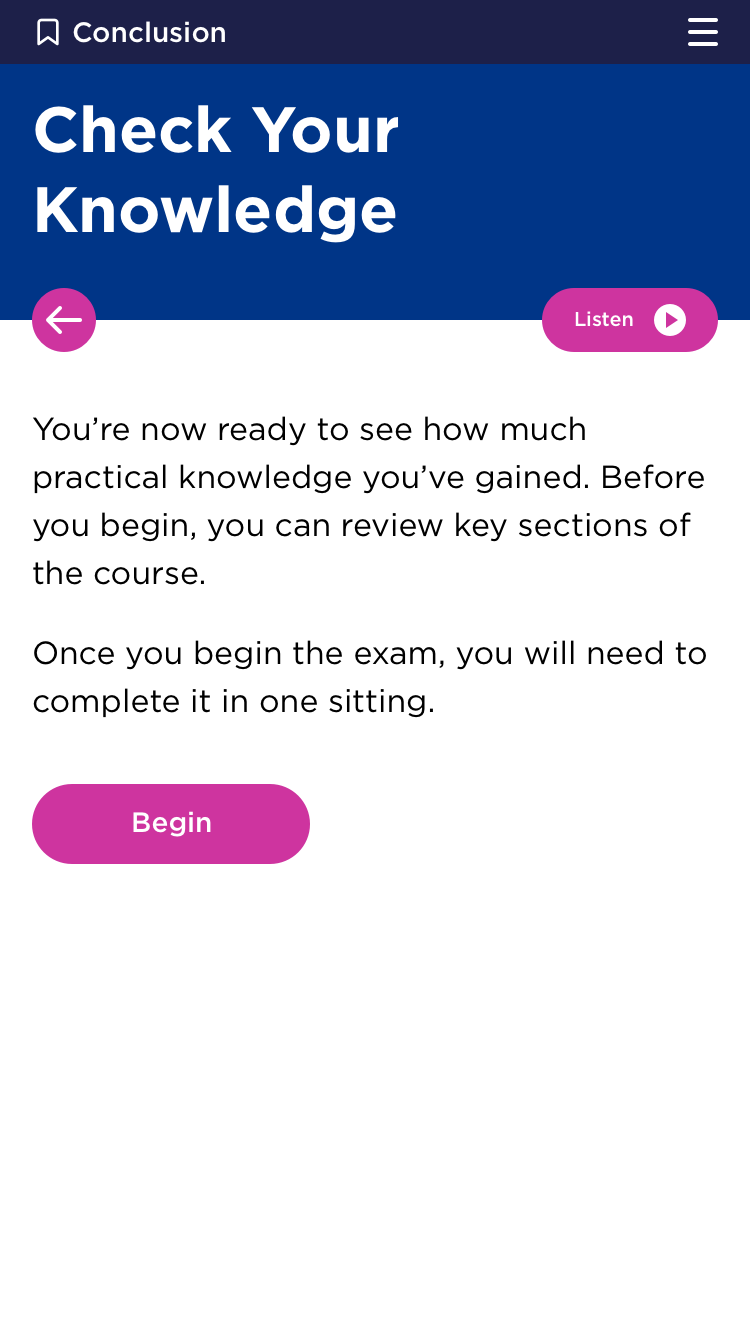 Conclusion
Check Your
Knowledge
Listen
You’re now ready to see how much
practical knowledge you’ve gained. Before
you begin, you can review key sections of
the course.
Once you begin the exam, you will need to
complete it in one sitting.
Begin